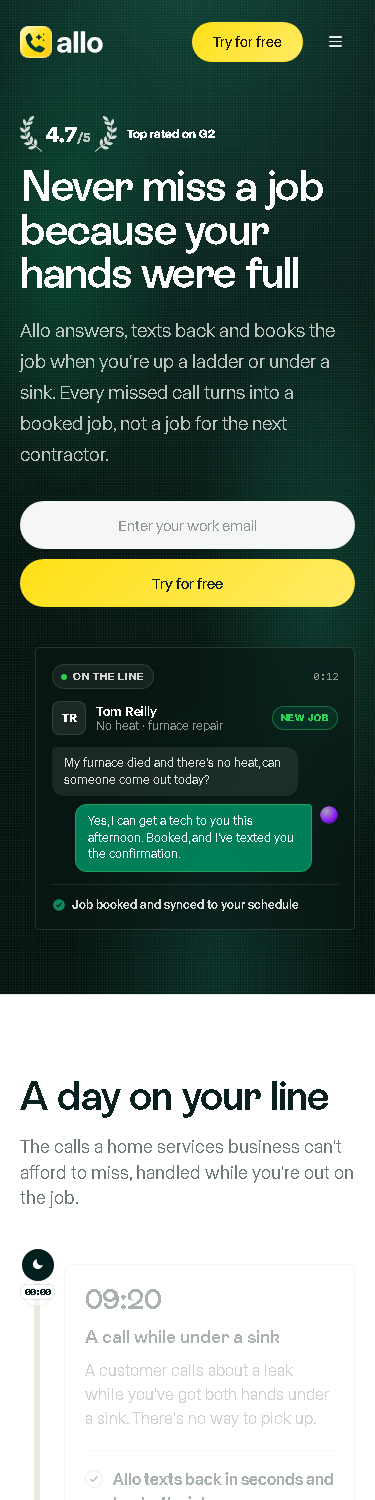 allo
Try for free
4.7/5
Top rated on G2
Never miss a job
because your
hands were full
Allo answers, texts back and books the
job when you're up a ladder or under a
sink. Every missed call turns into a
booked job, not a job for the next
contractor.
Enter your work email
Try for free
ON THE LINE
0:12
TR
Tom Reilly
No heat · furnace repair
NEW JOB
My furnace died and there's no heat, can
someone come out today?
Yes, I can get a tech to you this
afternoon. Booked, and I've texted you
the confirmation.
Job booked and synced to your schedule
A day on your line
The calls a home services business can't
afford to miss, handled while you're out on
the job.
00:00
09:20
A call while under a sink
A customer calls about a leak
while you've got both hands under
a sink. There's no way to pick up.
Allo texts back in seconds and